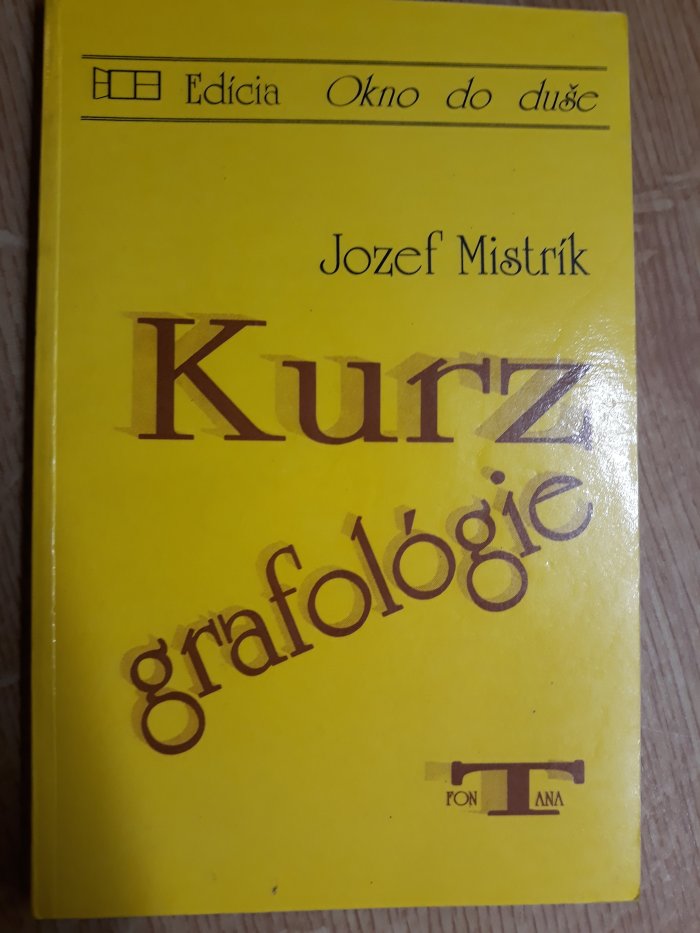 Edícia Okno do duše
Jozef Mistrík
Kurz
grafológie
FONTANA